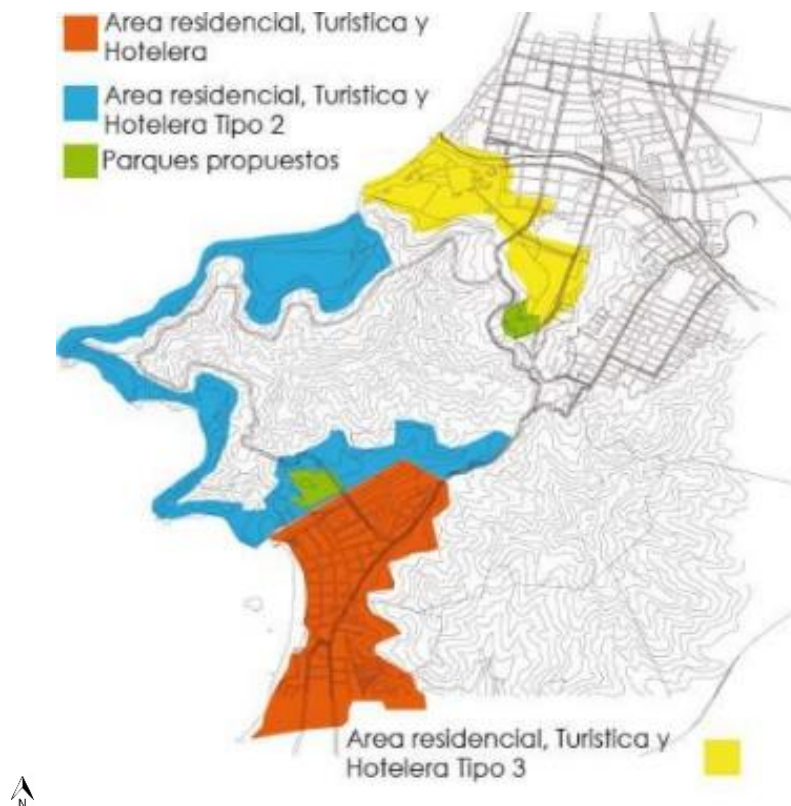 Area residencial, Turistica y
Hotelera
Area residencial, Turistica y
Hotelera Tipo 2
Parques propuestos
Area residencial, Turistica y
Hotelera Tipo 3
N